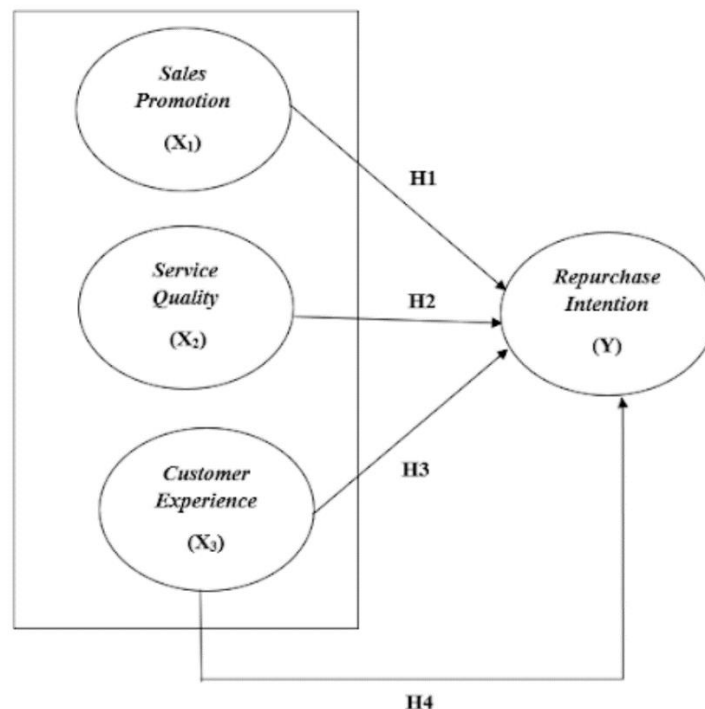 Sales
Promotion
(X₁)
H1
Service
Quality
(X₂)
H2
Repurchase
Intention
(Y)
Customer
Experience
(X₃)
H3
H4